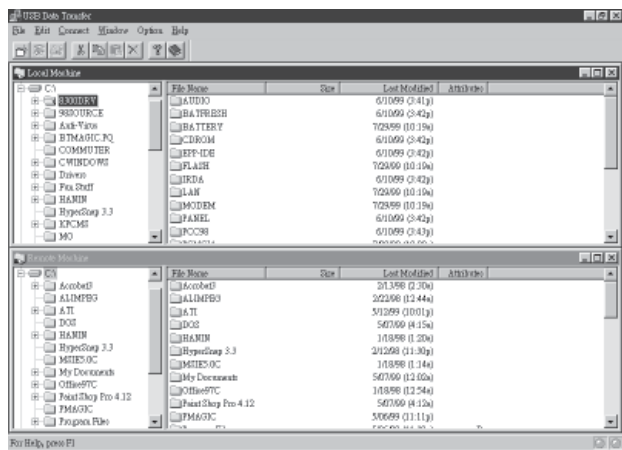 USB Data Transfer
File Edit Connect Window Option Help
Local Machine
C:\
8300DRV
98SOURCE
Anti-Virus
BTMAGIC.PQ
COMMUTER
CWINDOWS
Drivers
Fun Stuff
HANIN
HyperSnap 3.3
KPCMS
MO
File Name Size Last Modified Attributes
AUDIO 6/10/99 (3:41p)
BATFRESH 6/10/99 (3:42p)
BATTERY 7/29/99 (10:19a)
CDROM 6/10/99 (3:42p)
EPP-IDE 6/10/99 (3:42p)
FLASH 7/29/99 (10:19a)
IRDA 6/10/99 (3:42p)
LAN 7/29/99 (10:19a)
MODEM 7/29/99 (10:19a)
PANEL 6/10/99 (3:42p)
PCC98 6/10/99 (3:43p)
Remote Machine
C:\
Acrobat3
ALIMPEG
ATI
DOS
HANIN
HyperSnap 3.3
MSIE5.0C
My Documents
Office97C
Paint Shop Pro 4.12
PMAGIC
Program Files
File Name Size Last Modified Attributes
Acrobat3 2/13/98 (2:30a)
ALIMPEG 2/22/98 (12:44a)
ATI 5/12/99 (10:01p)
DOS 5/07/99 (4:15a)
HANIN 1/18/98 (1:20a)
HyperSnap 3.3 2/12/98 (11:30p)
MSIE5.0C 1/18/98 (1:14a)
My Documents 5/07/99 (12:02a)
Office97C 1/18/98 (12:54a)
Paint Shop Pro 4.12 5/07/99 (4:12a)
PMAGIC 5/06/99 (11:11p)
For Help, press F1